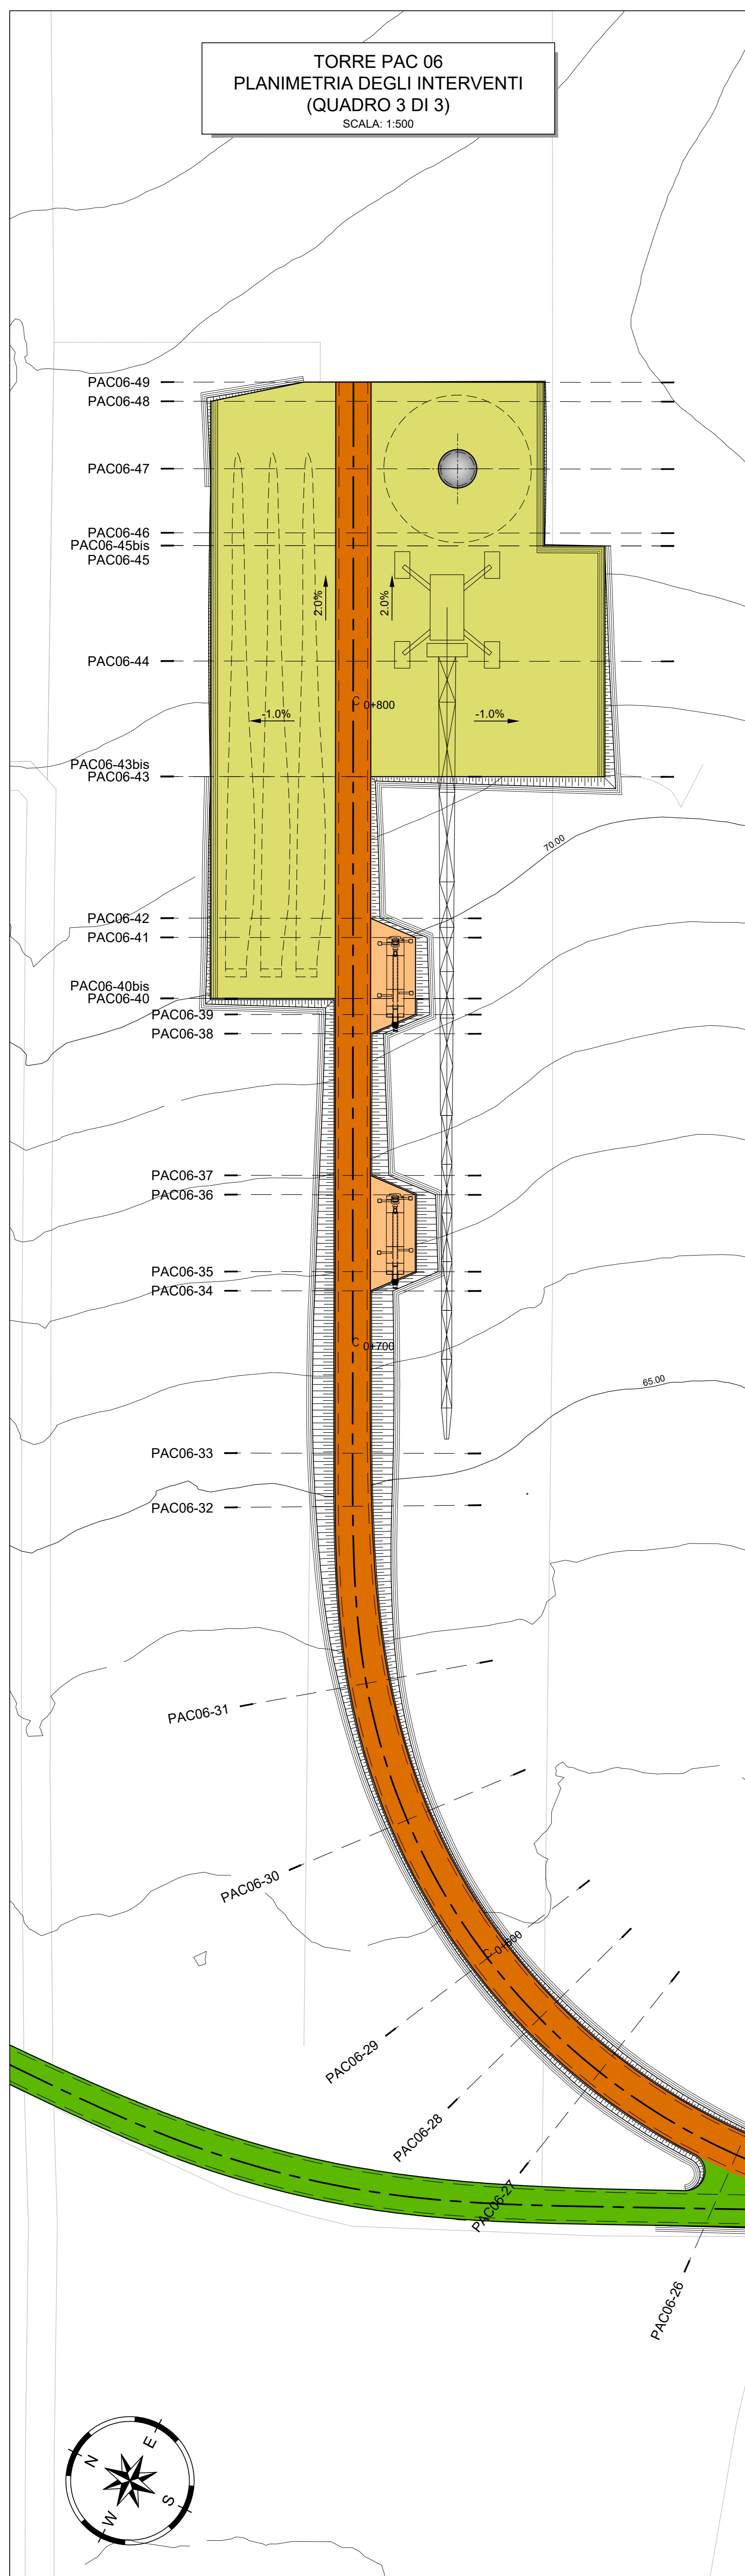 TORRE PAC 06
PLANIMETRIA DEGLI INTERVENTI
(QUADRO 3 DI 3)
SCALA: 1:500
PAC06-49
PAC06-48
PAC06-47
PAC06-46
PAC06-45bis
PAC06-45
2.0%
2.0%
PAC06-44
0+800
-1.0%
-1.0%
PAC06-43bis
PAC06-43
70.00
PAC06-42
PAC06-41
PAC06-40bis
PAC06-40
PAC06-39
PAC06-38
PAC06-37
PAC06-36
PAC06-35
PAC06-34
0+700
65.00
PAC06-33
PAC06-32
PAC06-31
PAC06-30
0+600
PAC06-29
PAC06-28
PAC06-27
PAC06-26
N
E
S
W